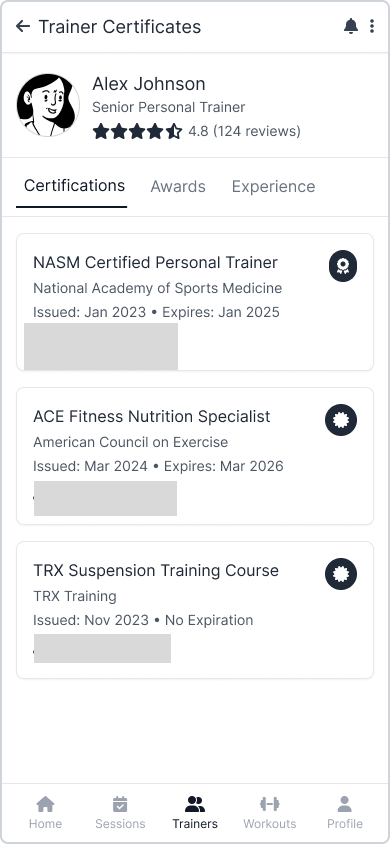 Trainer Certificates
Alex Johnson
Senior Personal Trainer
4.8 (124 reviews)
Certifications Awards Experience
NASM Certified Personal Trainer
National Academy of Sports Medicine
Issued: Jan 2023 • Expires: Jan 2025
ACE Fitness Nutrition Specialist
American Council on Exercise
Issued: Mar 2024 • Expires: Mar 2026
TRX Suspension Training Course
TRX Training
Issued: Nov 2023 • No Expiration
Home Sessions Trainers Workouts Profile